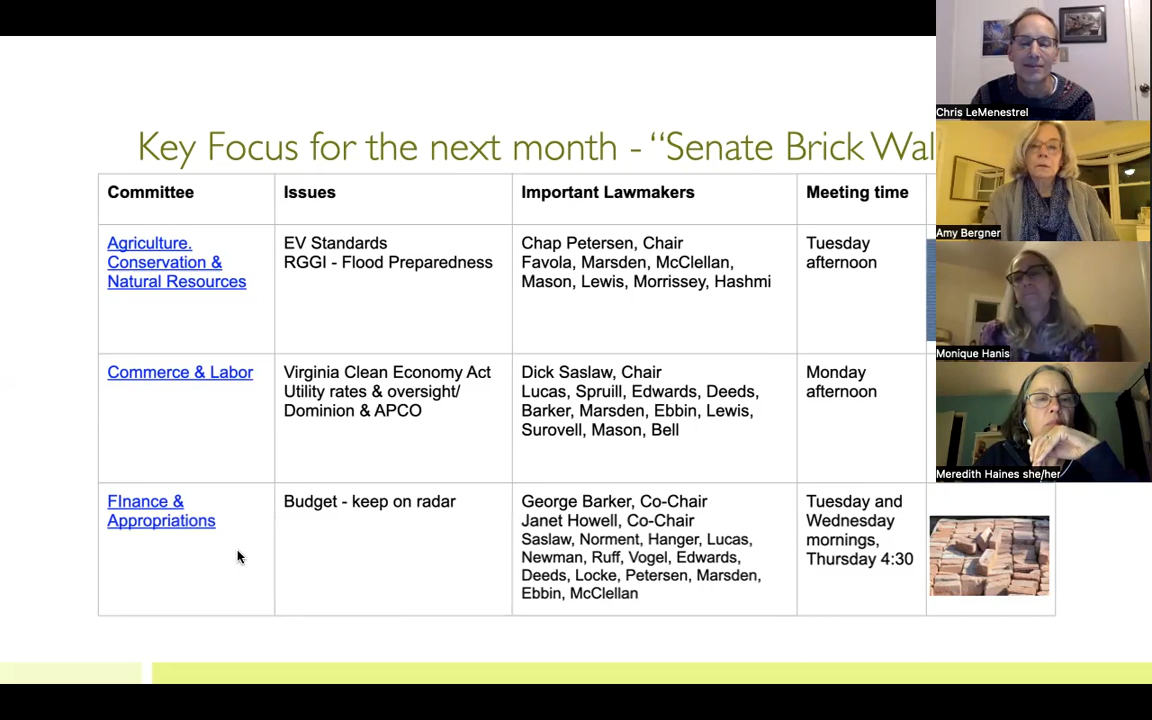 Key Focus for the next month - “Senate Brick Wal
Committee
Issues
Important Lawmakers
Meeting time
Agriculture.
Conservation &
Natural Resources
EV Standards
RGGI - Flood Preparedness
Chap Petersen, Chair
Favola, Marsden, McClellan,
Mason, Lewis, Morrissey, Hashmi
Tuesday
afternoon
Commerce & Labor
Virginia Clean Economy Act
Utility rates & oversight/
Dominion & APCO
Dick Saslaw, Chair
Lucas, Spruill, Edwards, Deeds,
Barker, Marsden, Ebbin, Lewis,
Surovell, Mason, Bell
Monday
afternoon
FInance &
Appropriations
Budget - keep on radar
George Barker, Co-Chair
Janet Howell, Co-Chair
Saslaw, Norment, Hanger, Lucas,
Newman, Ruff, Vogel, Edwards,
Deeds, Locke, Petersen, Marsden,
Ebbin, McClellan
Tuesday and
Wednesday
mornings,
Thursday 4:30
Chris LeMenestrel
Amy Bergner
Monique Hanis
Meredith Haines she/her